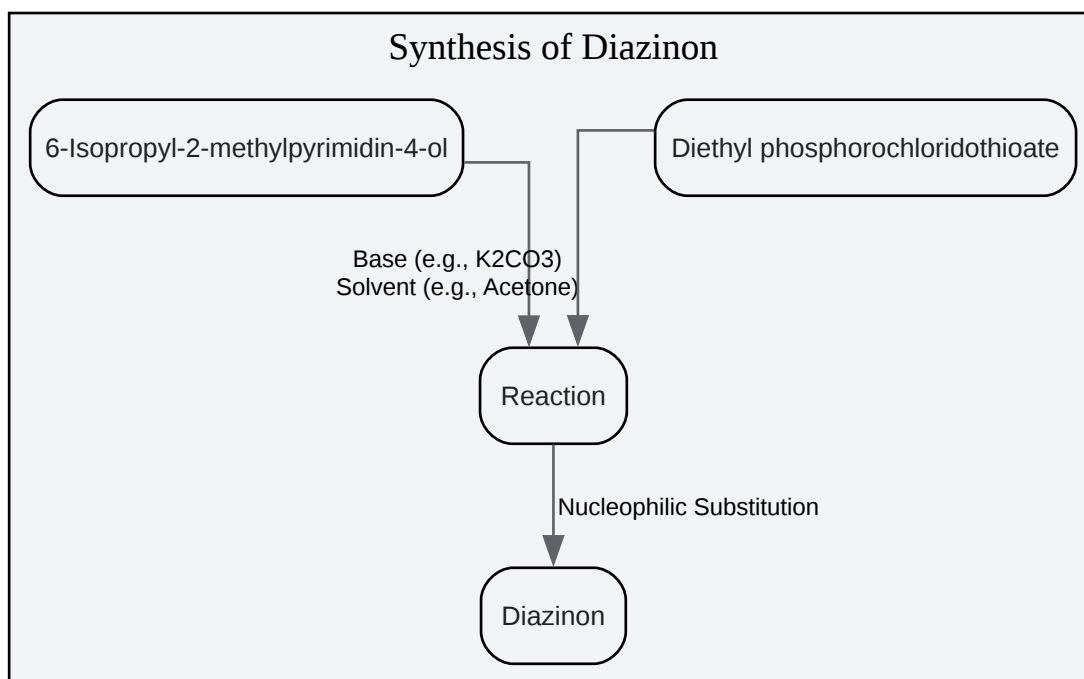 Synthesis of Diazinon
6-Isopropyl-2-methylpyrimidin-4-ol
Diethyl phosphorochloridothioate
Base (e.g., K2CO3)
Solvent (e.g., Acetone)
Reaction
Nucleophilic Substitution
Diazinon